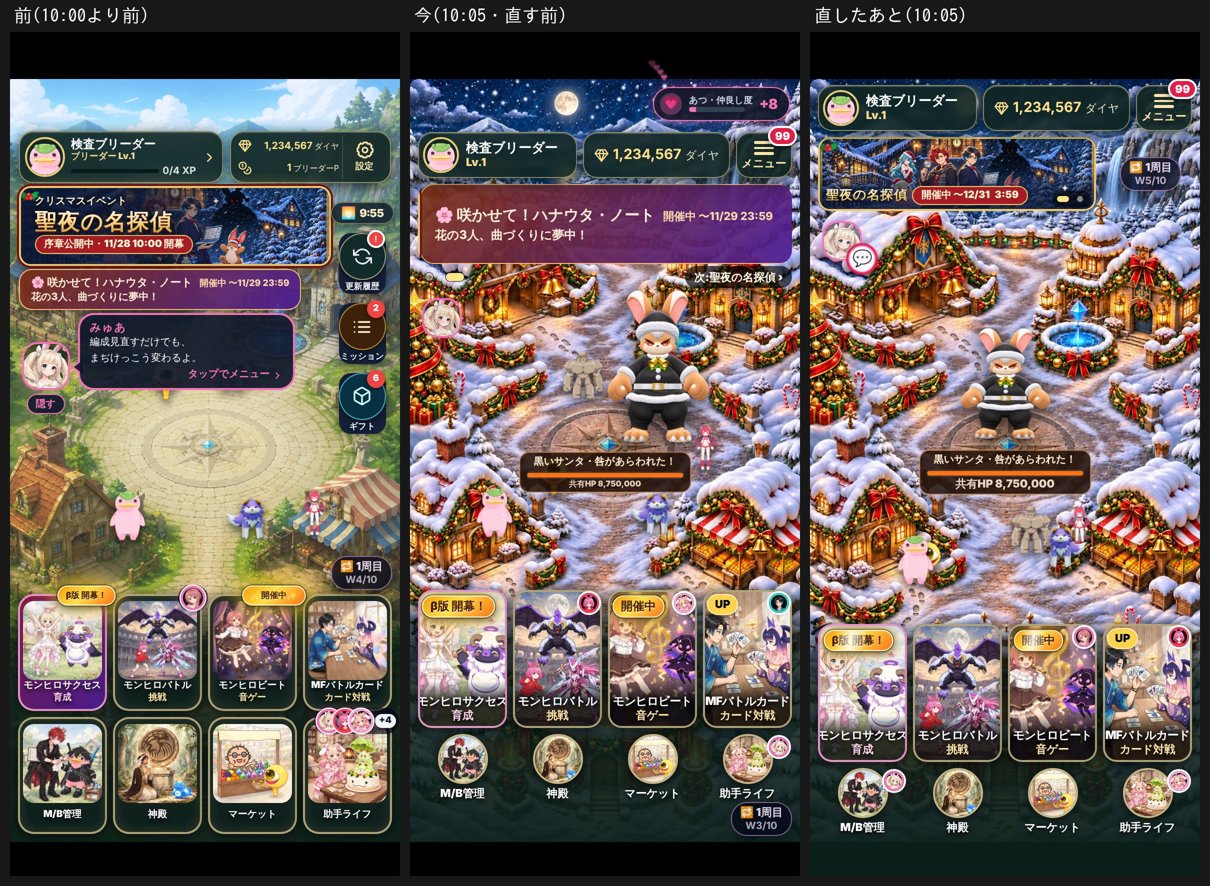 前(10:00より前)
検査ブリーダー
ブリーダーLv.1
0/4 XP
1,234,567 ダイヤ
1 ブリーダーP
設定
クリスマスイベント
聖夜の名探偵
序章公開中・11/28 10:00 開幕
9:55
🌸 咲かせて！ハナウタ・ノート 開催中 〜11/29 23:59
花の3人、曲づくりに夢中！
!
更新履歴
みゅあ
編成見直すだけでも、
まぢけっこう変わるよ。
タップでメニュー ›
隠す
2
ミッション
6
ギフト
1周目
W4/10
β版 開幕！
開催中
モンヒロサクセス
育成
モンヒロバトル
挑戦
モンヒロビート
音ゲー
MFバトルカード
カード対戦
+4
M/B管理
神殿
マーケット
助手ライフ
今(10:05・直す前)
あつ・仲良し度 +8
検査ブリーダー
Lv.1
1,234,567 ダイヤ
99
メニュー
🌸 咲かせて！ハナウタ・ノート 開催中 〜11/29 23:59
花の3人、曲づくりに夢中！
次:聖夜の名探偵 ›
黒いサンタ・咎があらわれた！
共有HP 8,750,000
β版 開幕！
開催中
UP
モンヒロサクセス
育成
モンヒロバトル
挑戦
モンヒロビート
音ゲー
MFバトルカード
カード対戦
M/B管理
神殿
マーケット
助手ライフ
1周目
W3/10
直したあと(10:05)
検査ブリーダー
Lv.1
1,234,567 ダイヤ
99
メニュー
聖夜の名探偵 開催中 〜12/31 3:59
1周目
W5/10
黒いサンタ・咎があらわれた！
共有HP 8,750,000
β版 開幕！
開催中
UP
モンヒロサクセス
育成
モンヒロバトル
挑戦
モンヒロビート
音ゲー
MFバトルカード
カード対戦
M/B管理
神殿
マーケット
助手ライフ